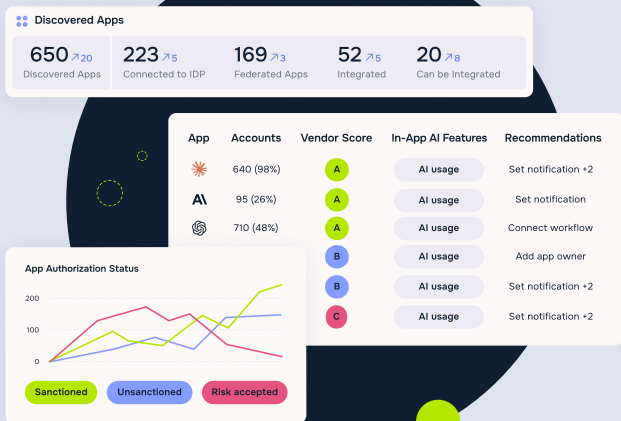 Discovered Apps
650 ↗20 223 ↗5 169 ↗3 52 ↗5 20 ↗8
Discovered Apps Connected to IDP Federated Apps Integrated Can be Integrated
App Accounts Vendor Score In-App AI Features Recommendations
640 (98%) A AI usage Set notification +2
95 (26%) A AI usage Set notification
710 (48%) A AI usage Connect workflow
B AI usage Add app owner
B AI usage Set notification +2
C AI usage Set notification +2
App Authorization Status
200
100
0
Sanctioned Unsanctioned Risk accepted